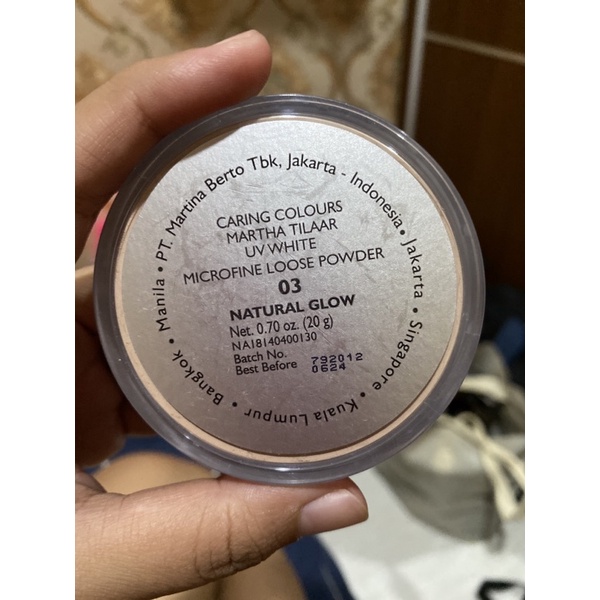 PT. Martina Berto Tbk, Jakarta - Indonesia • Jakarta • Singapore • Kuala Lumpur • Bangkok • Manila •
CARING COLOURS
MARTHA TILAAR
UV WHITE
MICROFINE LOOSE POWDER
03
NATURAL GLOW
Net. 0.70 oz. (20 g)
NA18140400130
Batch No. 792012
Best Before 0624